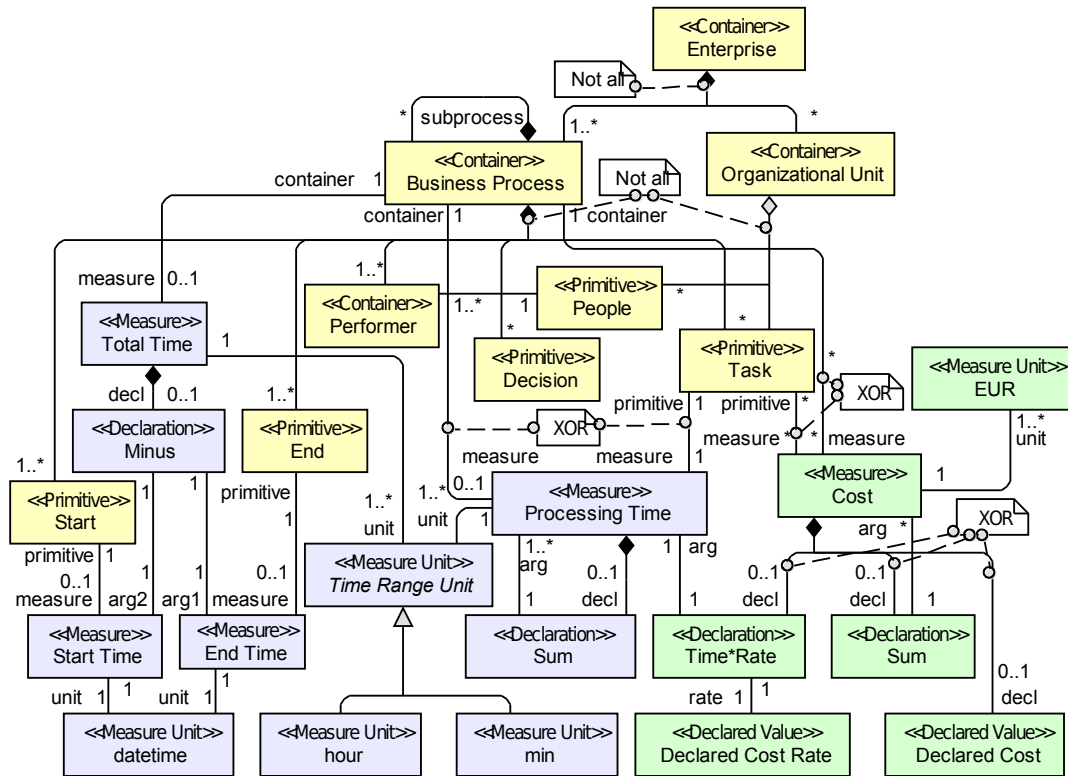 <<Container>>
Enterprise
Not all
* subprocess
1..*
*
<<Container>>
Business Process
Not all
<<Container>>
Organizational Unit
container 1
container 1
1 container
measure 0..1
1..*
<<Container>>
Performer
1..* 1
<<Primitive>>
People
*
*
*
*
<<Measure>>
Total Time
1
<<Primitive>>
Decision
<<Primitive>>
Task
<<Measure Unit>>
EUR
decl 0..1
1..*
primitive 1
primitive *
XOR
1..*
unit
<<Declaration>>
Minus
<<Primitive>>
End
XOR
measure
1
measure *
* measure
1..*
<<Primitive>>
Start
1
1
primitive
1
1..*
unit
0..1
1..*
unit
1
<<Measure>>
Processing Time
<<Measure>>
Cost
1
XOR
primitive 1
0..1
measure
1
arg2
1
arg1
0..1
measure
<<Measure Unit>>
Time Range Unit
1..*
arg
1
0..1
decl
1 arg
1
0..1
decl
arg *
0..1
decl
1
<<Measure>>
Start Time
<<Measure>>
End Time
<<Declaration>>
Sum
<<Declaration>>
Time*Rate
<<Declaration>>
Sum
0..1
decl
unit 1 1
unit 1 1
rate 1 1
<<Measure Unit>>
datetime
<<Measure Unit>>
hour
<<Measure Unit>>
min
<<Declared Value>>
Declared Cost Rate
<<Declared Value>>
Declared Cost